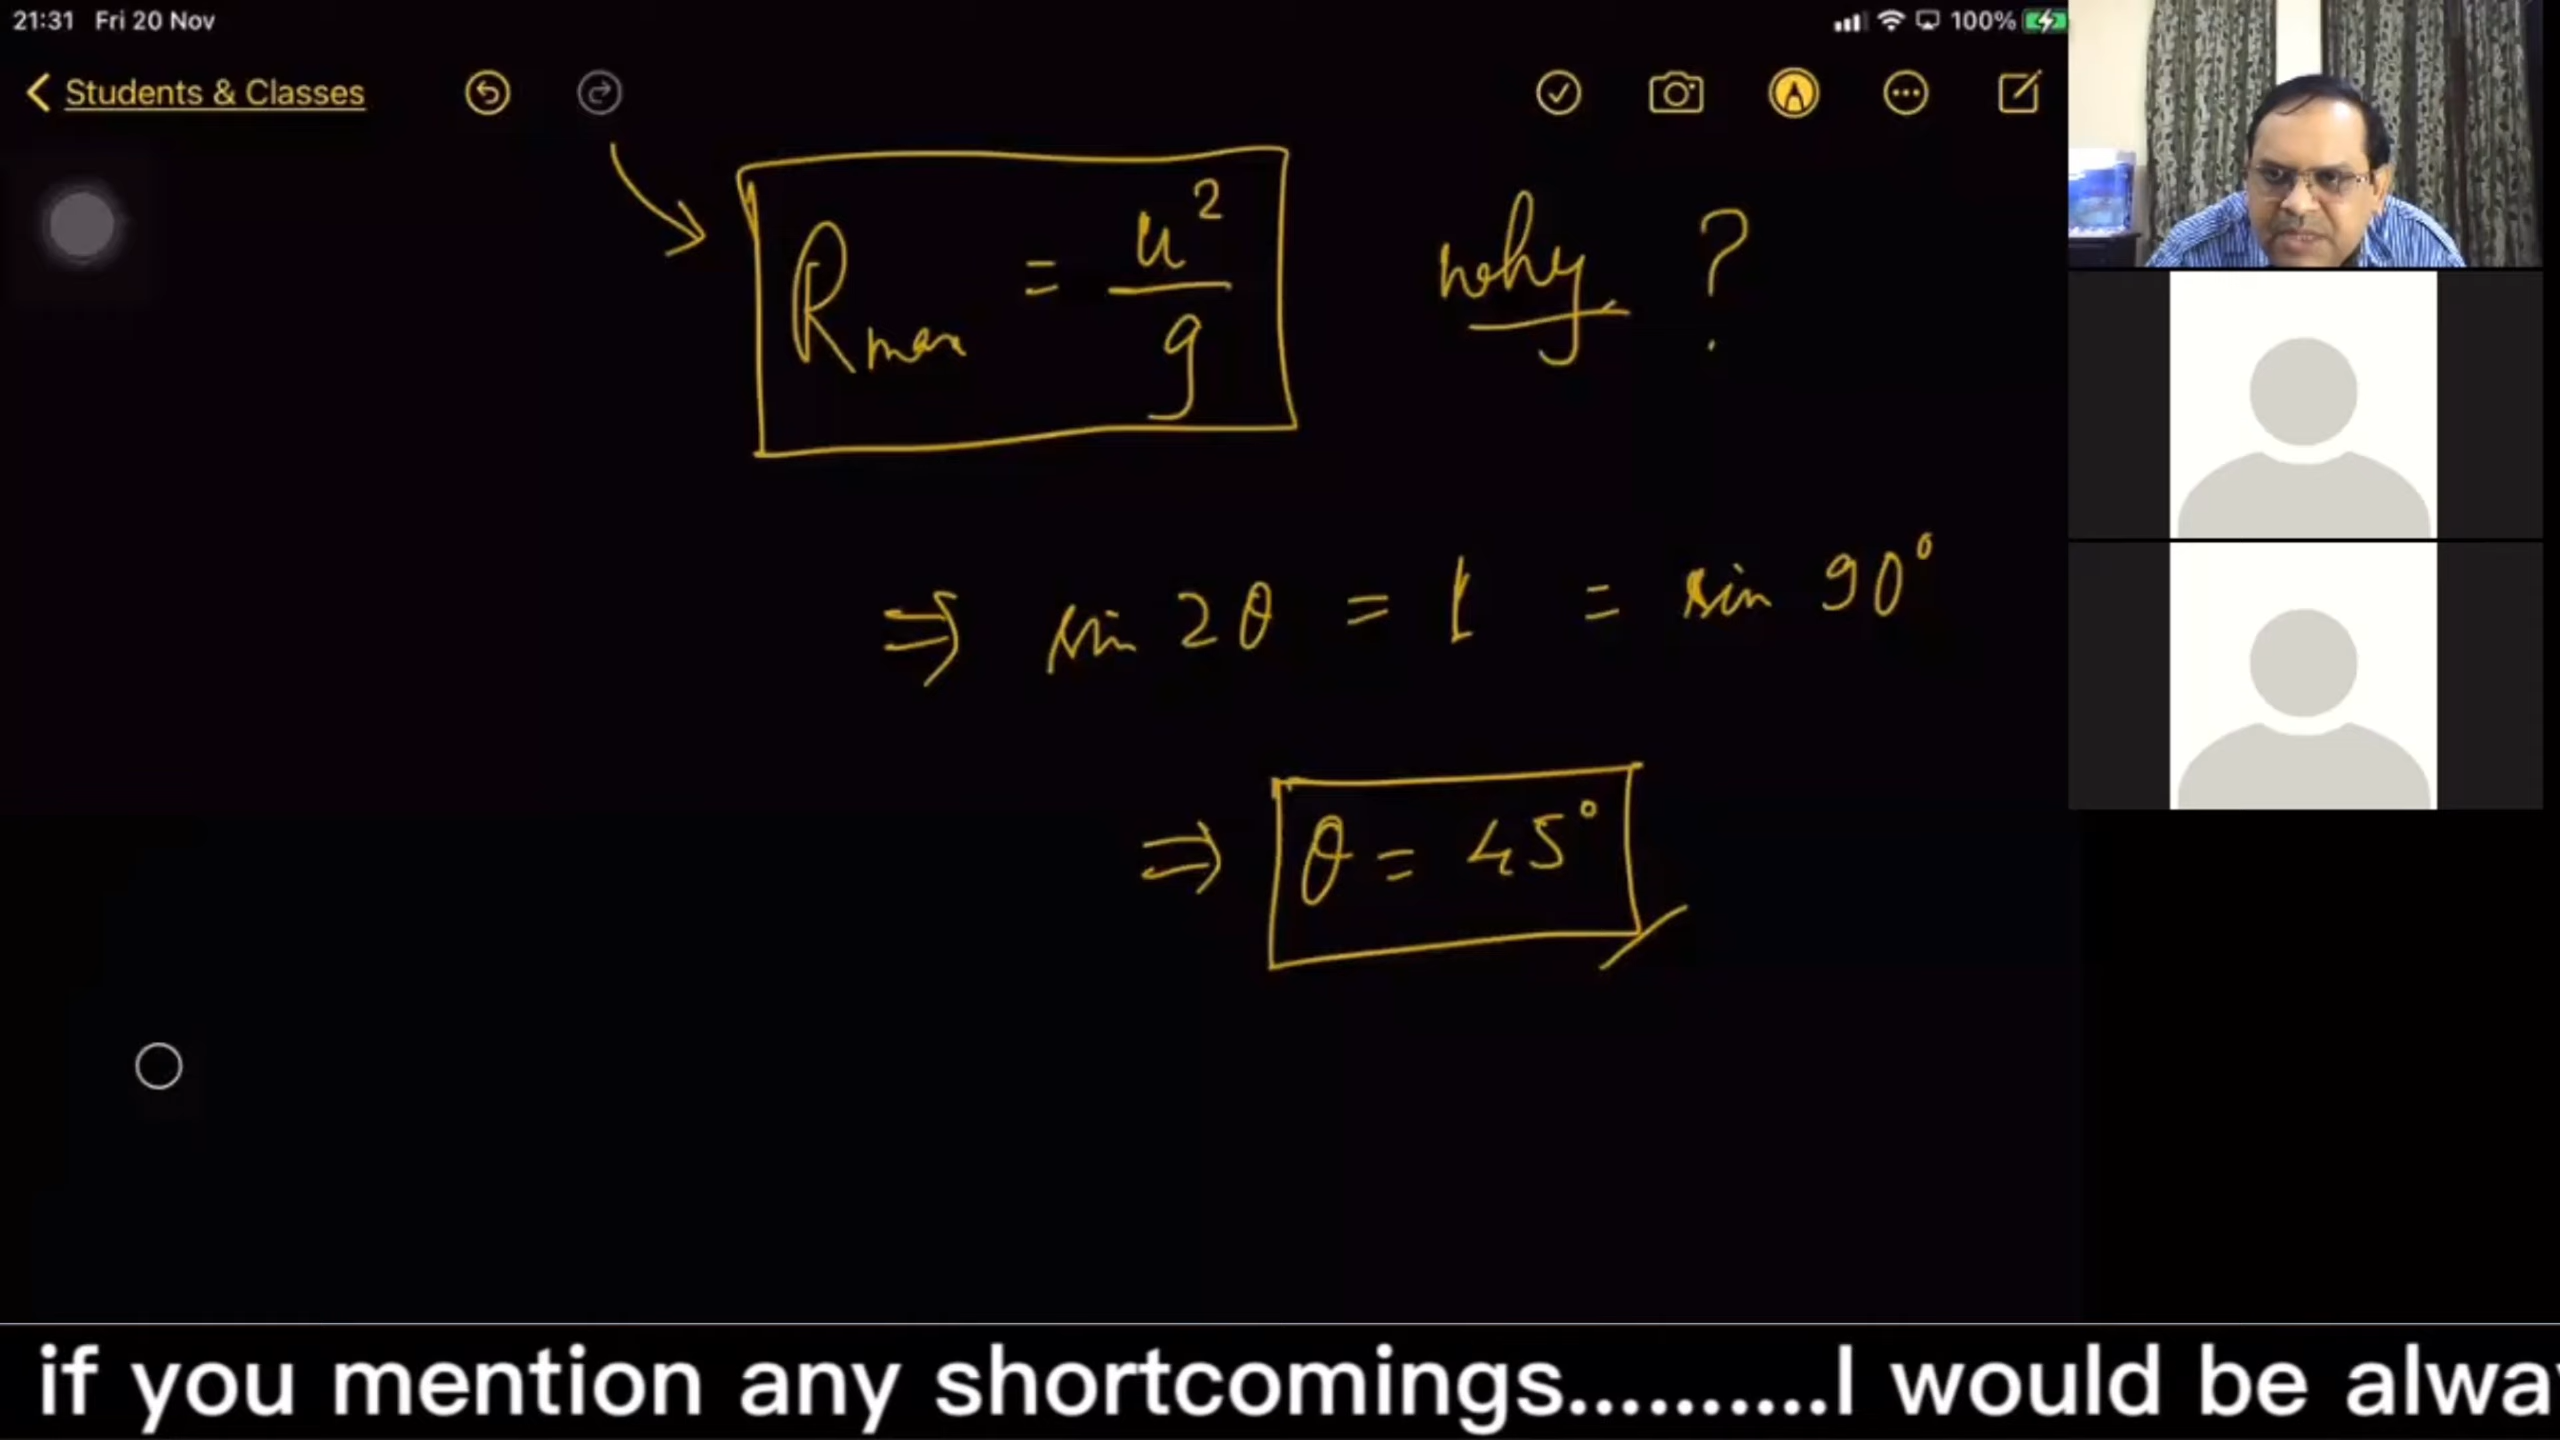 21:31 Fri 20 Nov 100%
Students & Classes
R max = u² / g why ?
⇒ sin 2θ = 1 = sin 90°
⇒ θ = 45°
if you mention any shortcomings..........I would be alwa